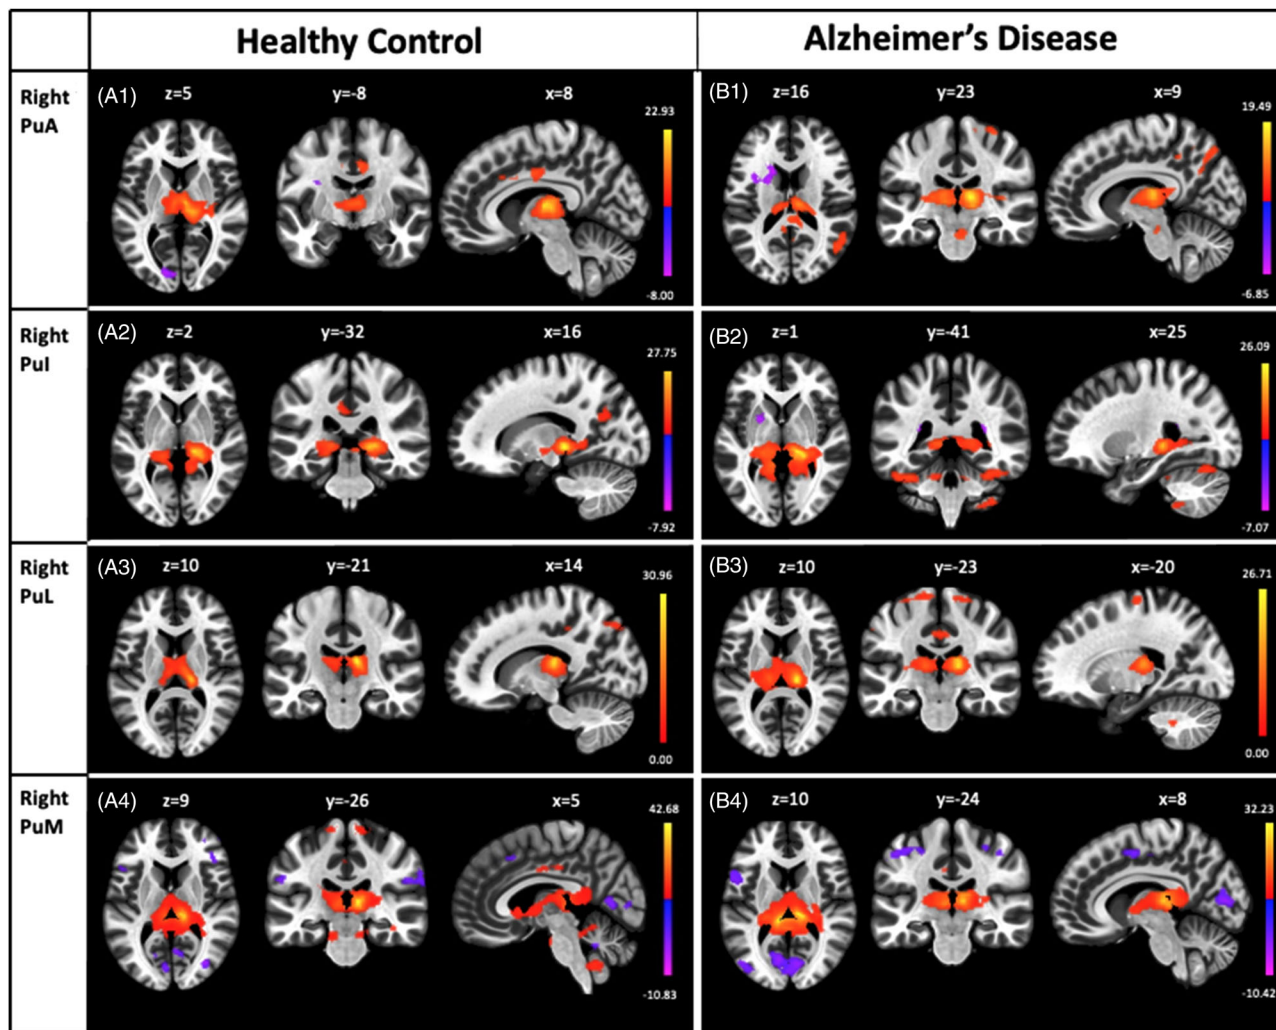 Healthy Control
Alzheimer's Disease
Right
PuA
(A1)
z=5
y=-8
x=8
22.93
-8.00
(B1)
z=16
y=23
x=9
19.49
-6.85
Right
PuI
(A2)
z=2
y=-32
x=16
27.75
-7.92
(B2)
z=1
y=-41
x=25
26.09
-7.07
Right
PuL
(A3)
z=10
y=-21
x=14
30.96
0.00
(B3)
z=10
y=-23
x=-20
26.71
0.00
Right
PuM
(A4)
z=9
y=-26
x=5
42.68
-10.83
(B4)
z=10
y=-24
x=8
32.23
-10.42